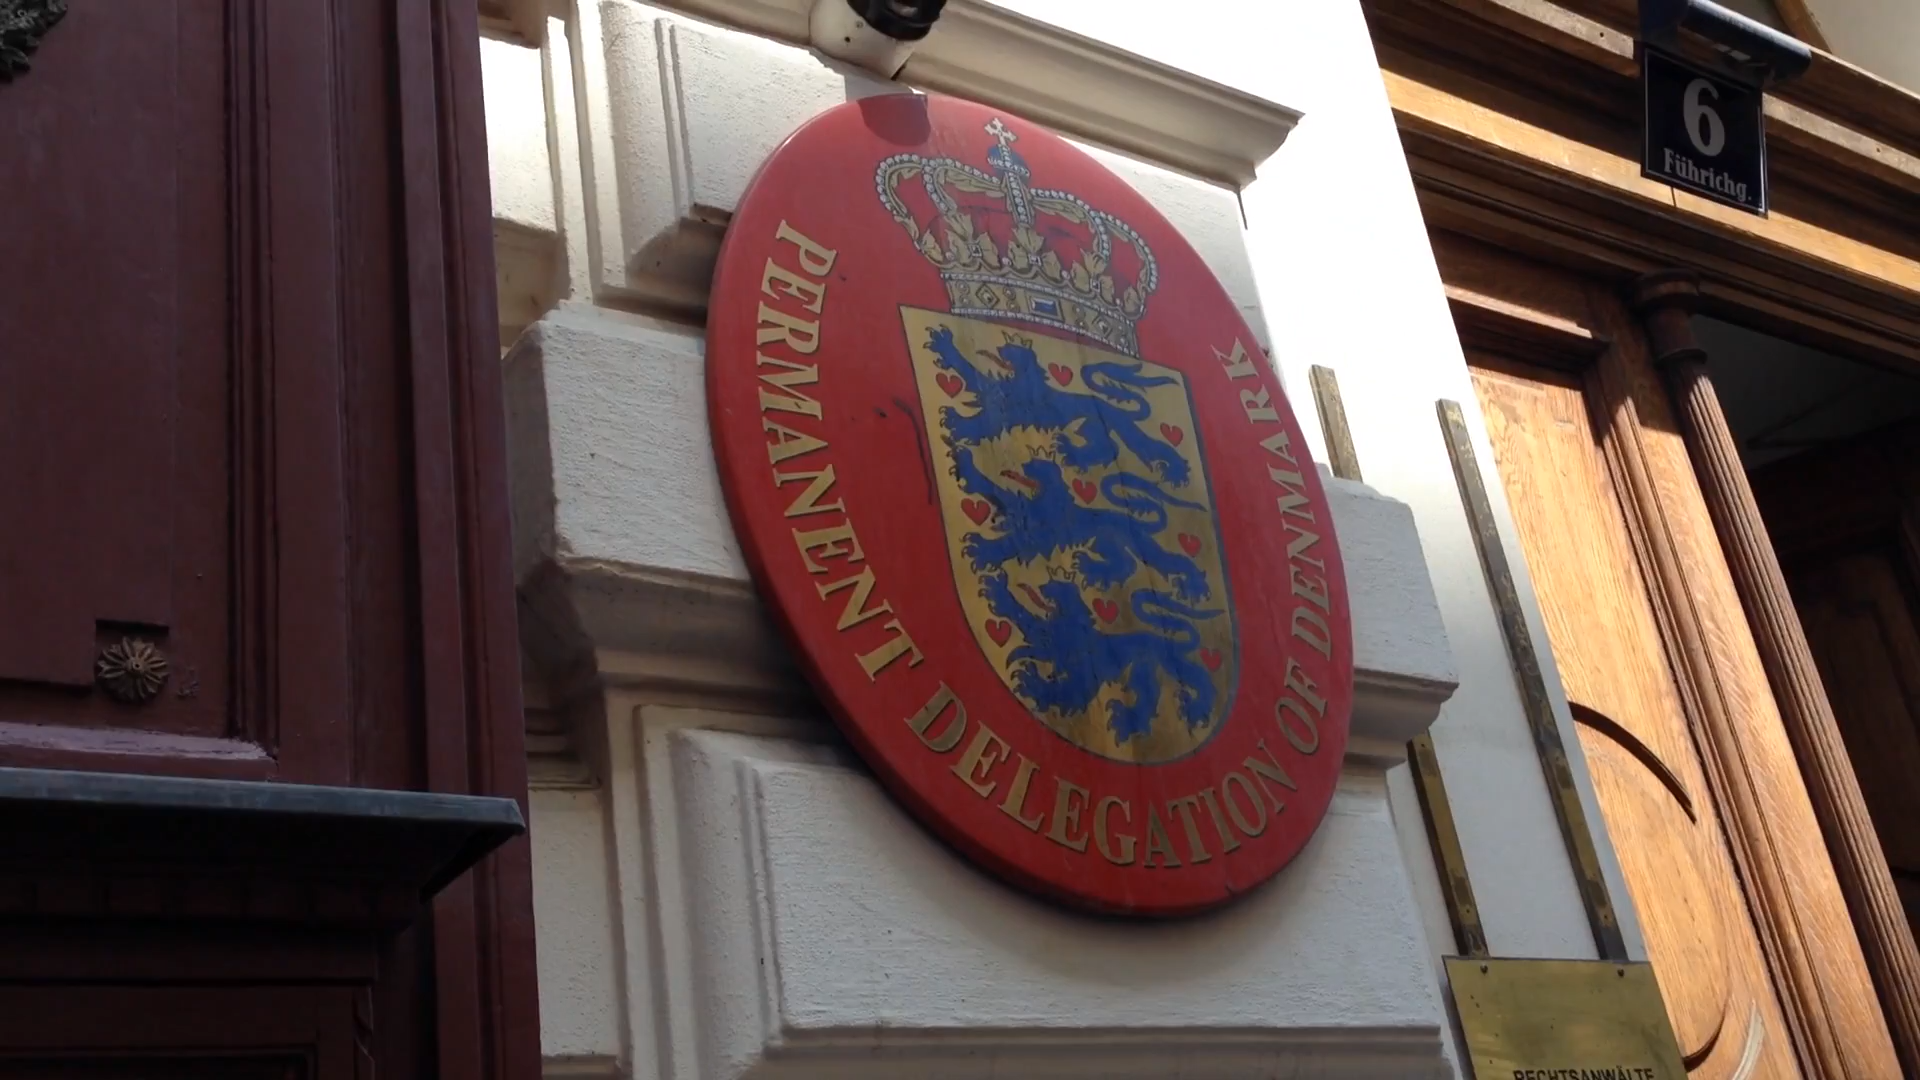 PERMANENT DELEGATION OF DENMARK
6
Führichg.
RECHTSANWÄLTE